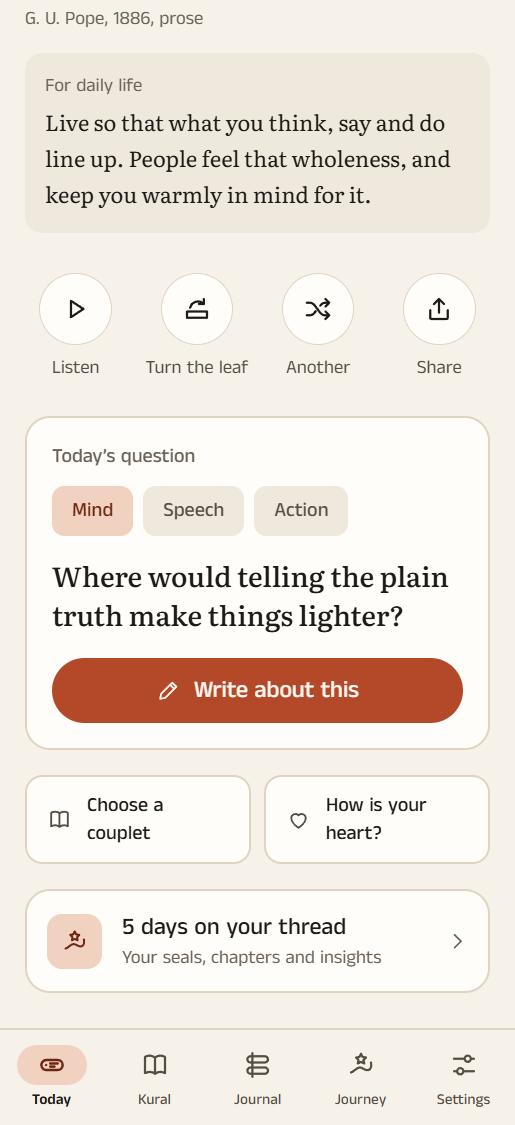 G. U. Pope, 1886, prose
For daily life
Live so that what you think, say and do
line up. People feel that wholeness, and
keep you warmly in mind for it.
Listen
Turn the leaf
Another
Share
Today's question
Mind
Speech
Action
Where would telling the plain
truth make things lighter?
Write about this
Choose a
couplet
How is your
heart?
5 days on your thread
Your seals, chapters and insights
Today
Kural
Journal
Journey
Settings